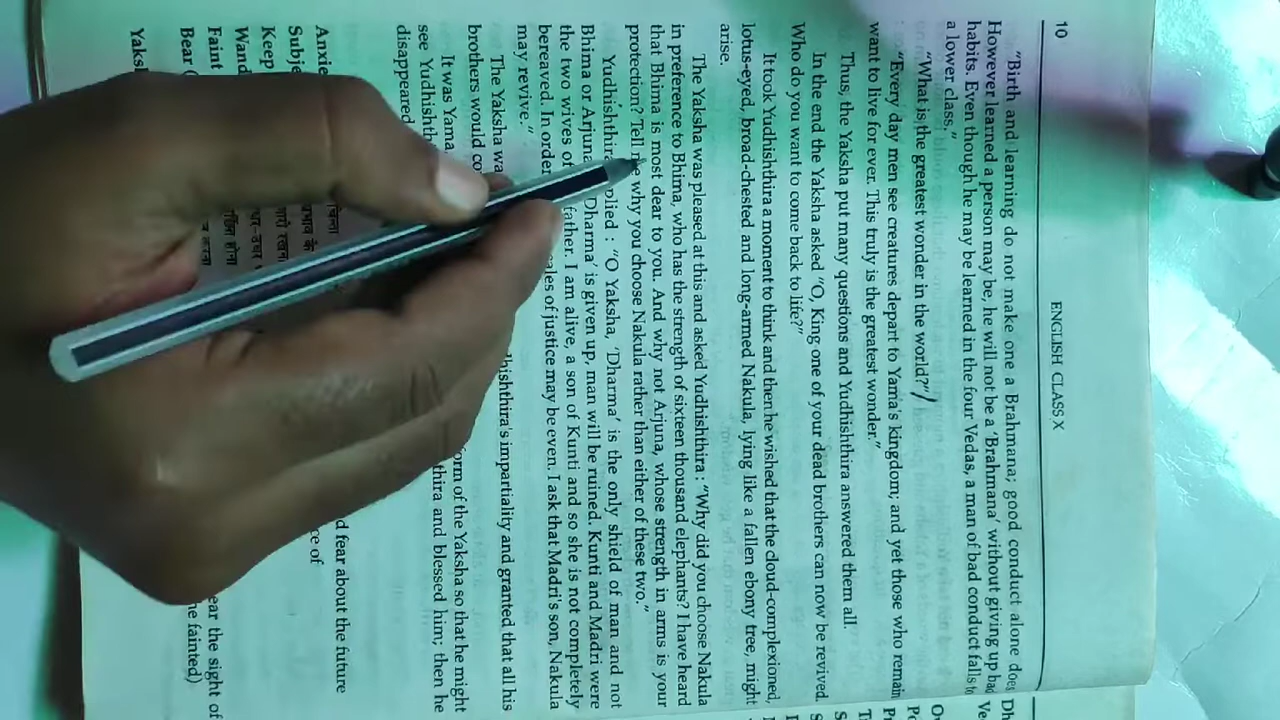 10
ENGLISH CLASS X
"Birth and learning do not make one a Brahmana; good conduct alone does
However learned a person may be, he will not be a 'Brahmana' without giving up bad
habits. Even though he may be learned in the four Vedas, a man of bad conduct falls to
a lower class."
"What is the greatest wonder in the world?"
"Every day men see creatures depart to Yama's kingdom; and yet those who remain
want to live for ever. This truly is the greatest wonder."
Thus, the Yaksha put many questions and Yudhishthira answered them all.
In the end the Yaksha asked "O, King one of your dead brothers can now be revived.
Who do you want to come back to life?"
It took Yudhishthira a moment to think and then he wished that the cloud-complexioned,
lotus-eyed, broad-chested and long-armed Nakula, lying like a fallen ebony tree, might
arise.
The Yaksha was pleased at this and asked Yudhishthira : "Why did you choose Nakula
in preference to Bhima, who has the strength of sixteen thousand elephants? I have heard
that Bhima is most dear to you. And why not Arjuna, whose strength in arms is your
protection? Tell why you choose Nakula rather than either of these two."
Yudhishthir plied : "O Yaksha, 'Dharma' is the only shield of man and not
Bhima or Arjun 'Dharma' is given up, man will be ruined. Kunti and Madri were
the two wives of father. I am alive, a son of Kunti and so she is not completely
bereaved. In order ales of justice may be even. I ask that Madri's son, Nakula
may revive."
The Yaksha wa dhishthira's impartiality and granted that all his
brothers would co
It was Yama, form of the Yaksha so that he might
see Yudhishth thira and blessed him; then he
disappeared.
Anxie d fear about the future
Subje ce of
Keep
Wand
Faint ear the sight of
Bear ( he fainted)
Yaks
Dh
Ve